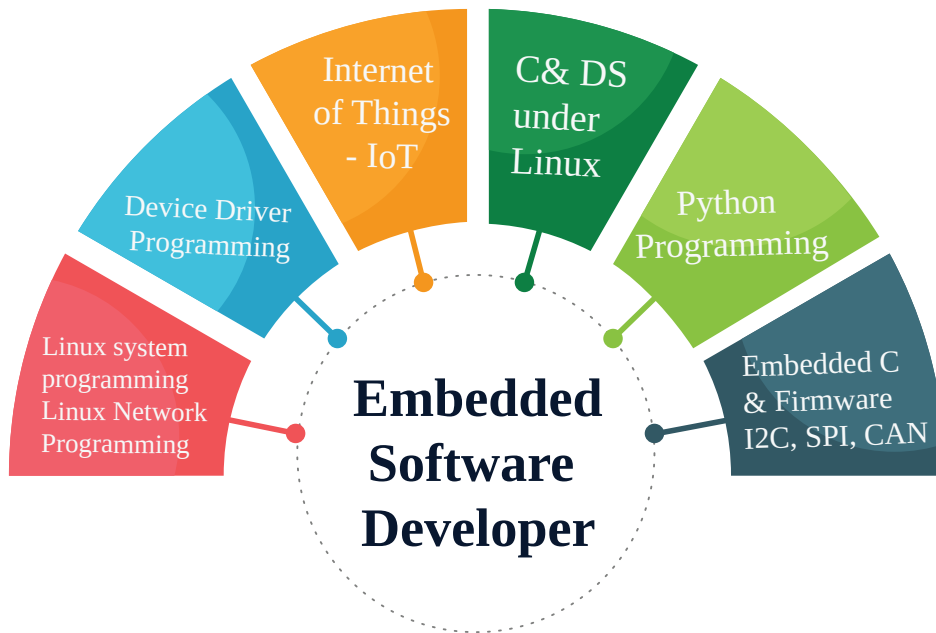 Linux system
programming
Linux Network
Programming
Device Driver
Programming
Internet
of Things
- IoT
C& DS
under
Linux
Python
Programming
Embedded C
& Firmware
I2C, SPI, CAN
Embedded
Software
Developer